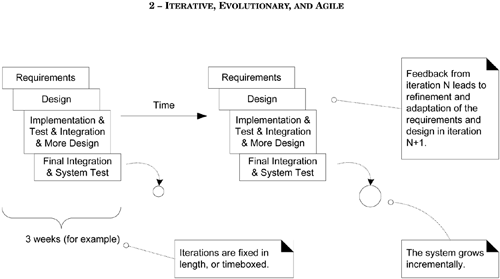 2 – ITERATIVE, EVOLUTIONARY, AND AGILE
Requirements
Design
Implementation &
Test & Integration
& More Design
Final Integration
& System Test
Time
Requirements
Design
Implementation &
Test & Integration
& More Design
Final Integration
& System Test
Feedback from
iteration N leads to
refinement and
adaptation of the
requirements and
design in iteration
N+1.
3 weeks (for example)
Iterations are fixed in
length, or timeboxed.
The system grows
incrementally.